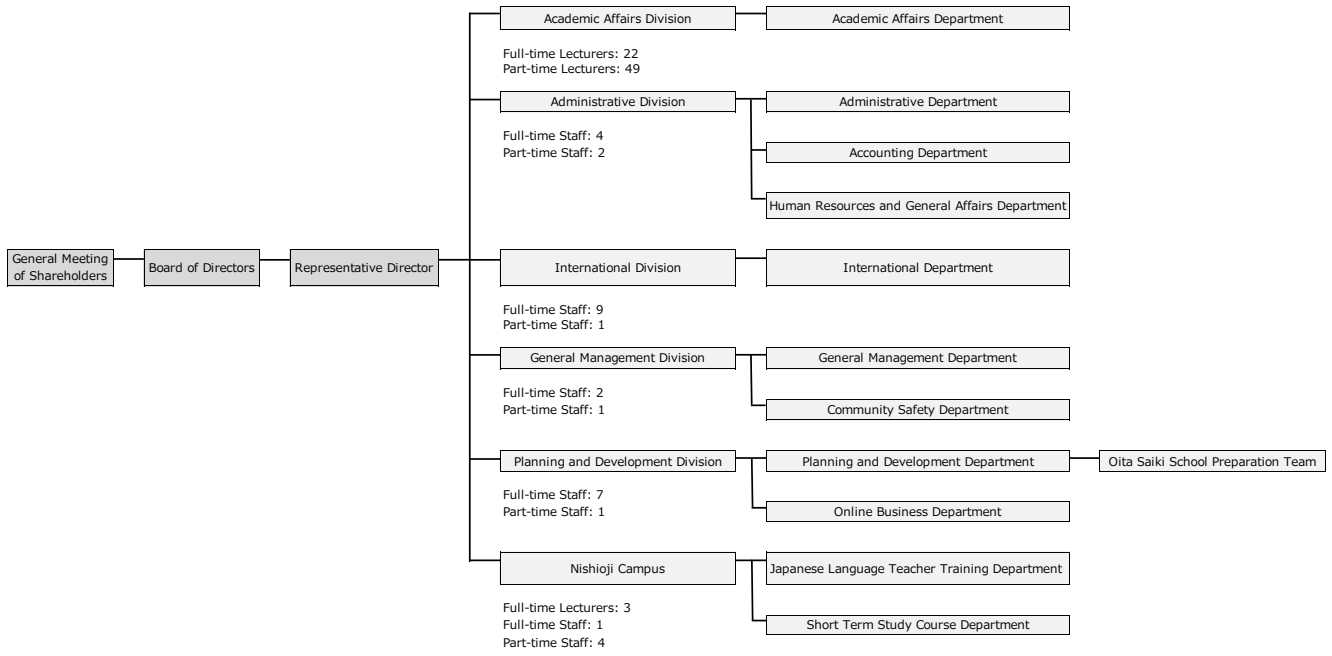 General Meeting
of Shareholders
Board of Directors
Representative Director
Academic Affairs Division
Academic Affairs Department
Full-time Lecturers: 22
Part-time Lecturers: 49
Administrative Division
Administrative Department
Full-time Staff: 4
Part-time Staff: 2
Accounting Department
Human Resources and General Affairs Department
International Division
International Department
Full-time Staff: 9
Part-time Staff: 1
General Management Division
General Management Department
Full-time Staff: 2
Part-time Staff: 1
Community Safety Department
Planning and Development Division
Planning and Development Department
Oita Saiki School Preparation Team
Full-time Staff: 7
Part-time Staff: 1
Online Business Department
Nishioji Campus
Japanese Language Teacher Training Department
Full-time Lecturers: 3
Full-time Staff: 1
Part-time Staff: 4
Short Term Study Course Department